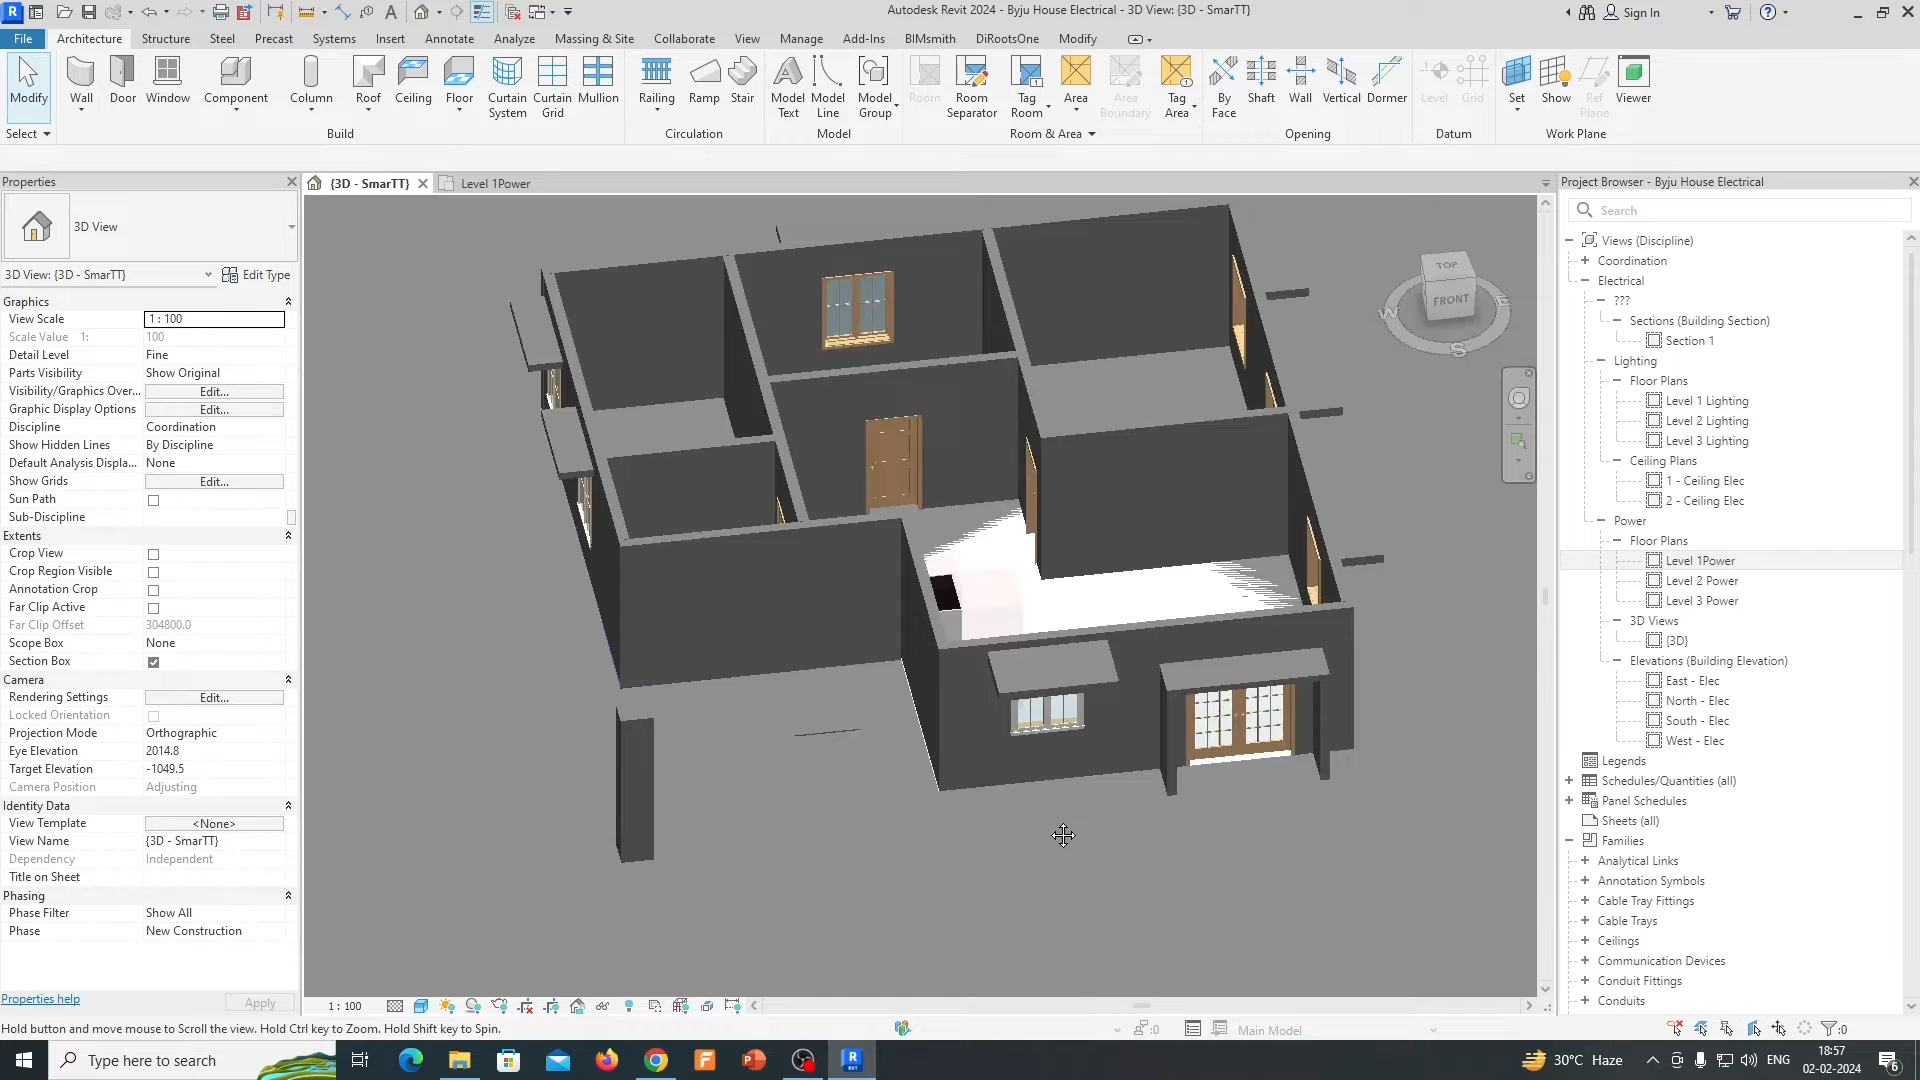 Autodesk Revit 2024 - Byju House Electrical - 3D View: {3D - SmarTT}
Sign In
File Architecture Structure Steel Precast Systems Insert Annotate Analyze Massing & Site Collaborate View Manage Add-Ins BIMsmith DiRootsOne Modify
Modify Wall Door Window Component Column Roof Ceiling Floor Curtain System Curtain Grid Mullion Railing Ramp Stair Model Text Model Line Model Group Room Room Separator Tag Room Area Area Boundary Tag Area By Face Shaft Wall Vertical Dormer Level Grid Set Show Ref Plane Viewer
Select Build Circulation Model Room & Area Opening Datum Work Plane
Properties
3D View
3D View: {3D - SmarTT} Edit Type
Graphics
View Scale 1 : 100
Scale Value 1: 100
Detail Level Fine
Parts Visibility Show Original
Visibility/Graphics Over... Edit...
Graphic Display Options Edit...
Discipline Coordination
Show Hidden Lines By Discipline
Default Analysis Displa... None
Show Grids Edit...
Sun Path
Sub-Discipline
Extents
Crop View
Crop Region Visible
Annotation Crop
Far Clip Active
Far Clip Offset 304800.0
Scope Box None
Section Box
Camera
Rendering Settings Edit...
Locked Orientation
Projection Mode Orthographic
Eye Elevation 2014.8
Target Elevation -1049.5
Camera Position Adjusting
Identity Data
View Template <None>
View Name {3D - SmarTT}
Dependency Independent
Title on Sheet
Phasing
Phase Filter Show All
Phase New Construction
Properties help Apply
{3D - SmarTT} Level 1Power
TOP
FRONT
W
E
S
1 : 100
Project Browser - Byju House Electrical
Search
Views (Discipline)
Coordination
Electrical
???
Sections (Building Section)
Section 1
Lighting
Floor Plans
Level 1 Lighting
Level 2 Lighting
Level 3 Lighting
Ceiling Plans
1 - Ceiling Elec
2 - Ceiling Elec
Power
Floor Plans
Level 1Power
Level 2 Power
Level 3 Power
3D Views
{3D}
Elevations (Building Elevation)
East - Elec
North - Elec
South - Elec
West - Elec
Legends
Schedules/Quantities (all)
Panel Schedules
Sheets (all)
Families
Analytical Links
Annotation Symbols
Cable Tray Fittings
Cable Trays
Ceilings
Communication Devices
Conduit Fittings
Conduits
Hold button and move mouse to Scroll the view. Hold Ctrl key to Zoom. Hold Shift key to Spin.
:0
Main Model
:0
Type here to search
30°C Haze
ENG
18:57
02-02-2024
6